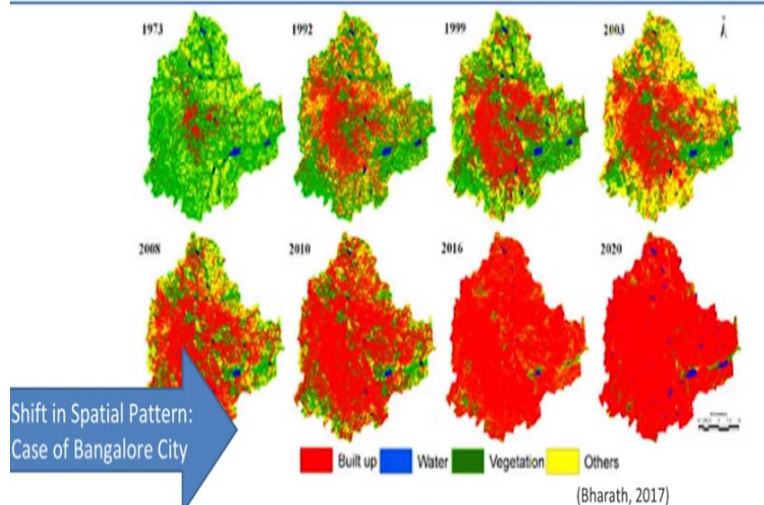 1973
1992
1999
2003
2008
2010
2016
2020
Shift in Spatial Pattern:
Case of Bangalore City
Built up
Water
Vegetation
Others
(Bharath, 2017)